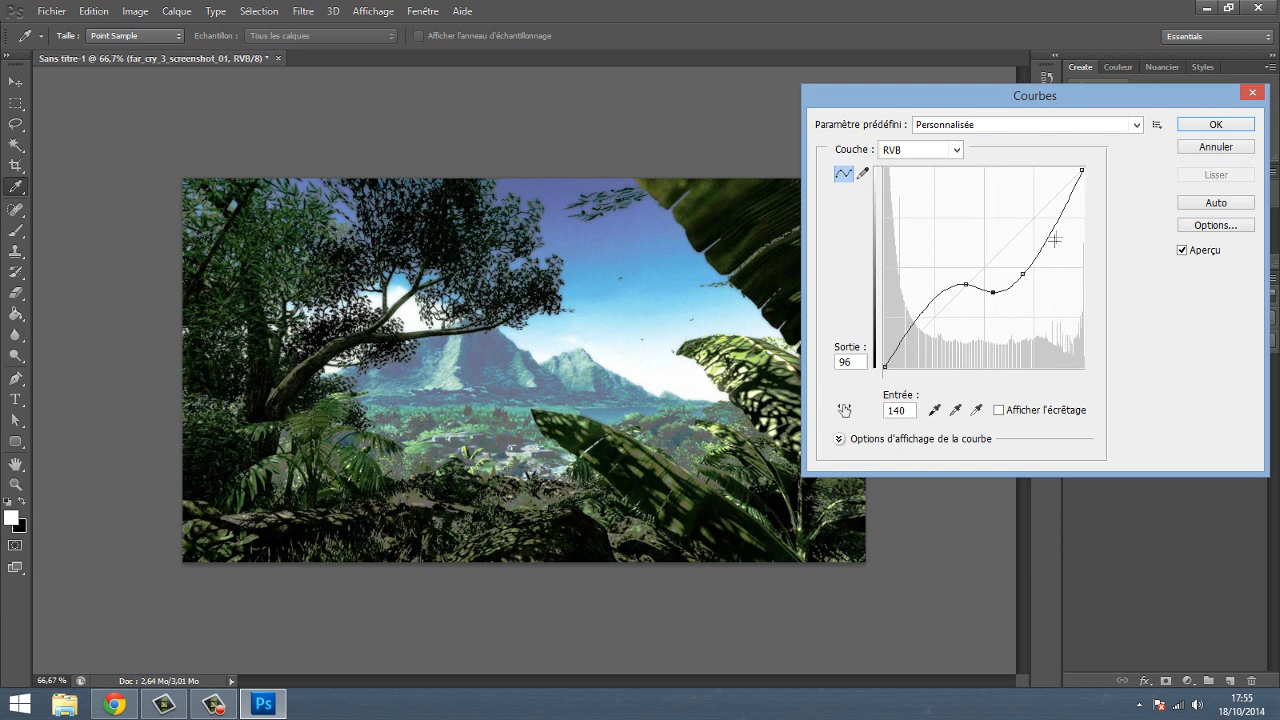 Ps Fichier Edition Image Calque Type Sélection Filtre 3D Affichage Fenêtre Aide
Taille : Point Sample Echantillon : Tous les calques Afficher l'anneau d'échantillonnage Essentials
Sans titre-1 @ 66,7% (far_cry_3_screenshot_01, RVB/8) * ×
Create Couleur Nuancier Styles
Courbes
Paramètre prédéfini : Personnalisée OK
Couche : RVB Annuler
Lisser
Auto
Options...
Aperçu
Sortie :
96
Entrée :
140 Afficher l'écrêtage
Options d'affichage de la courbe
T
66,67 % Doc : 2,64 Mo/3,01 Mo
fx
Ps
17:55
18/10/2014